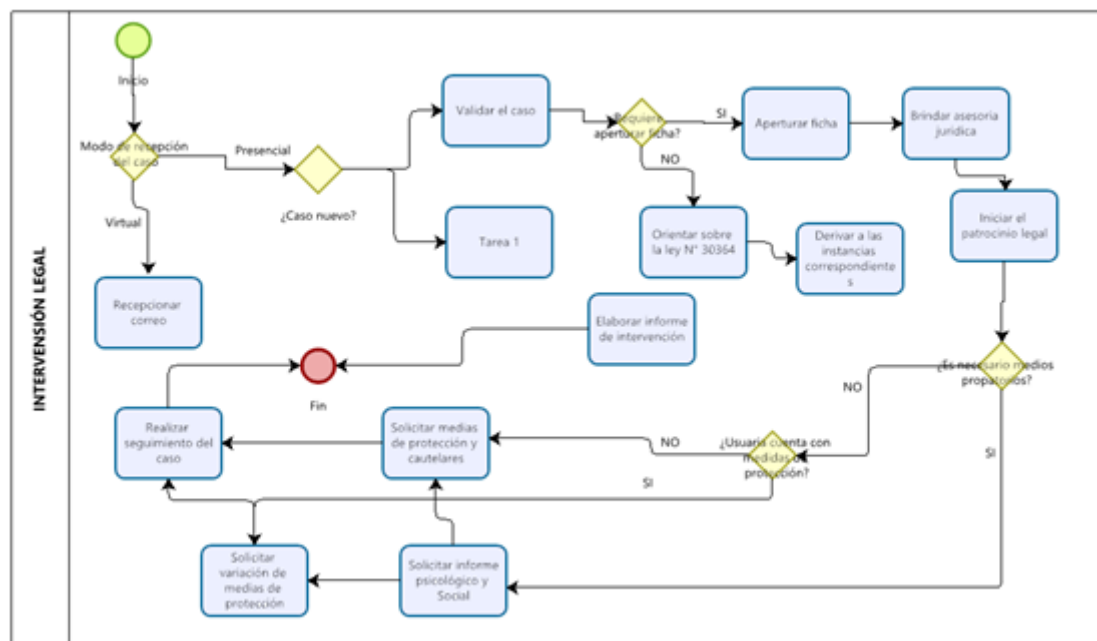 INTERVENSIÓN LEGAL
Inicio
Modo de recepción
del caso
Presencial
Virtual
¿Caso nuevo?
Validar el caso
Tarea 1
Requiere
aperturar ficha?
SI
NO
Aperturar ficha
Brindar asesoria
juridica
Orientar sobre
la ley N° 30364
Derivar a las
instancias
correspondiente
s
Iniciar el
patrocinio legal
Recepcionar
correo
Elaborar informe
de intervención
Fin
¿Es necesario medios
propatorios?
NO
SI
¿Usuaria cuenta con
medidas de
protección?
NO
SI
Realizar
seguimiento del
caso
Solicitar medias
de protección y
cautelares
Solicitar
variación de
medias de
protección
Solicitar informe
psicológico y
Social